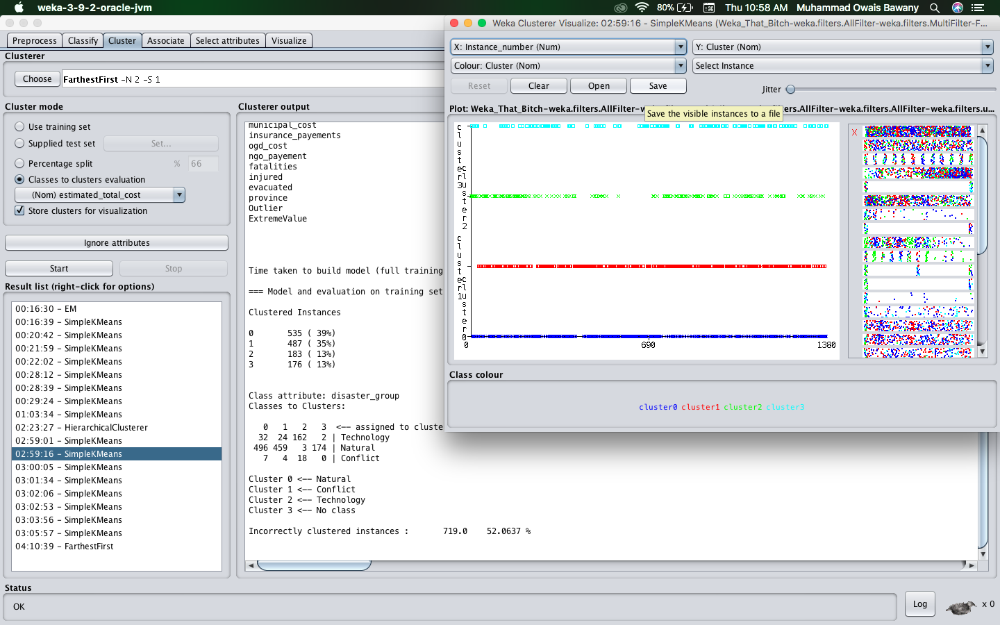 weka-3-9-2-oracle-jvm
80%
Thu 10:58 AM
Muhammad Owais Bawany
Preprocess Classify Cluster Associate Select attributes Visualize
Clusterer
Choose
FarthestFirst -N 2 -S 1
Cluster mode
Use training set
Supplied test set
Set...
Percentage split
% 66
Classes to clusters evaluation
(Nom) estimated_total_cost
Store clusters for visualization
Ignore attributes
Start
Stop
Result list (right-click for options)
00:16:30 - EM
00:16:39 - SimpleKMeans
00:20:42 - SimpleKMeans
00:21:59 - SimpleKMeans
00:22:02 - SimpleKMeans
00:28:12 - SimpleKMeans
00:28:39 - SimpleKMeans
00:29:24 - SimpleKMeans
01:03:34 - SimpleKMeans
02:23:27 - HierarchicalClusterer
02:59:01 - SimpleKMeans
02:59:16 - SimpleKMeans
03:00:05 - SimpleKMeans
03:01:34 - SimpleKMeans
03:02:06 - SimpleKMeans
03:02:53 - SimpleKMeans
03:03:56 - SimpleKMeans
03:05:57 - SimpleKMeans
04:10:39 - FarthestFirst
Clusterer output
municipal_cost
insurance_payments
ogd_cost
ngo_payment
fatalities
injured
evacuated
province
Outlier
ExtremeValue
Time taken to build model (full training
=== Model and evaluation on training set
Clustered Instances
0 535 ( 39%)
1 487 ( 35%)
2 183 ( 13%)
3 176 ( 13%)
Class attribute: disaster_group
Classes to Clusters:
0 1 2 3 <-- assigned to cluste
32 24 162 2 | Technology
496 459 3 174 | Natural
7 4 18 0 | Conflict
Cluster 0 <-- Natural
Cluster 1 <-- Conflict
Cluster 2 <-- Technology
Cluster 3 <-- No class
Incorrectly clustered instances : 719.0 52.0637 %
Weka Clusterer Visualize: 02:59:16 - SimpleKMeans (Weka_That_Bitch-weka.filters.AllFilter-weka.filters.MultiFilter-F...
X: Instance_number (Num)
Y: Cluster (Nom)
Colour: Cluster (Nom)
Select Instance
Reset
Clear
Open
Save
Jitter
Plot: Weka_That_Bitch-weka.filters.AllFilter-w
.AllFilter-weka.filters.AllFilter-weka.filters.u...
Save the visible instances to a file
cluster3
cluster2
cluster1
cluster0
0 690 1380
X
Class colour
cluster0 cluster1 cluster2 cluster3
Status
OK
Log
x 0